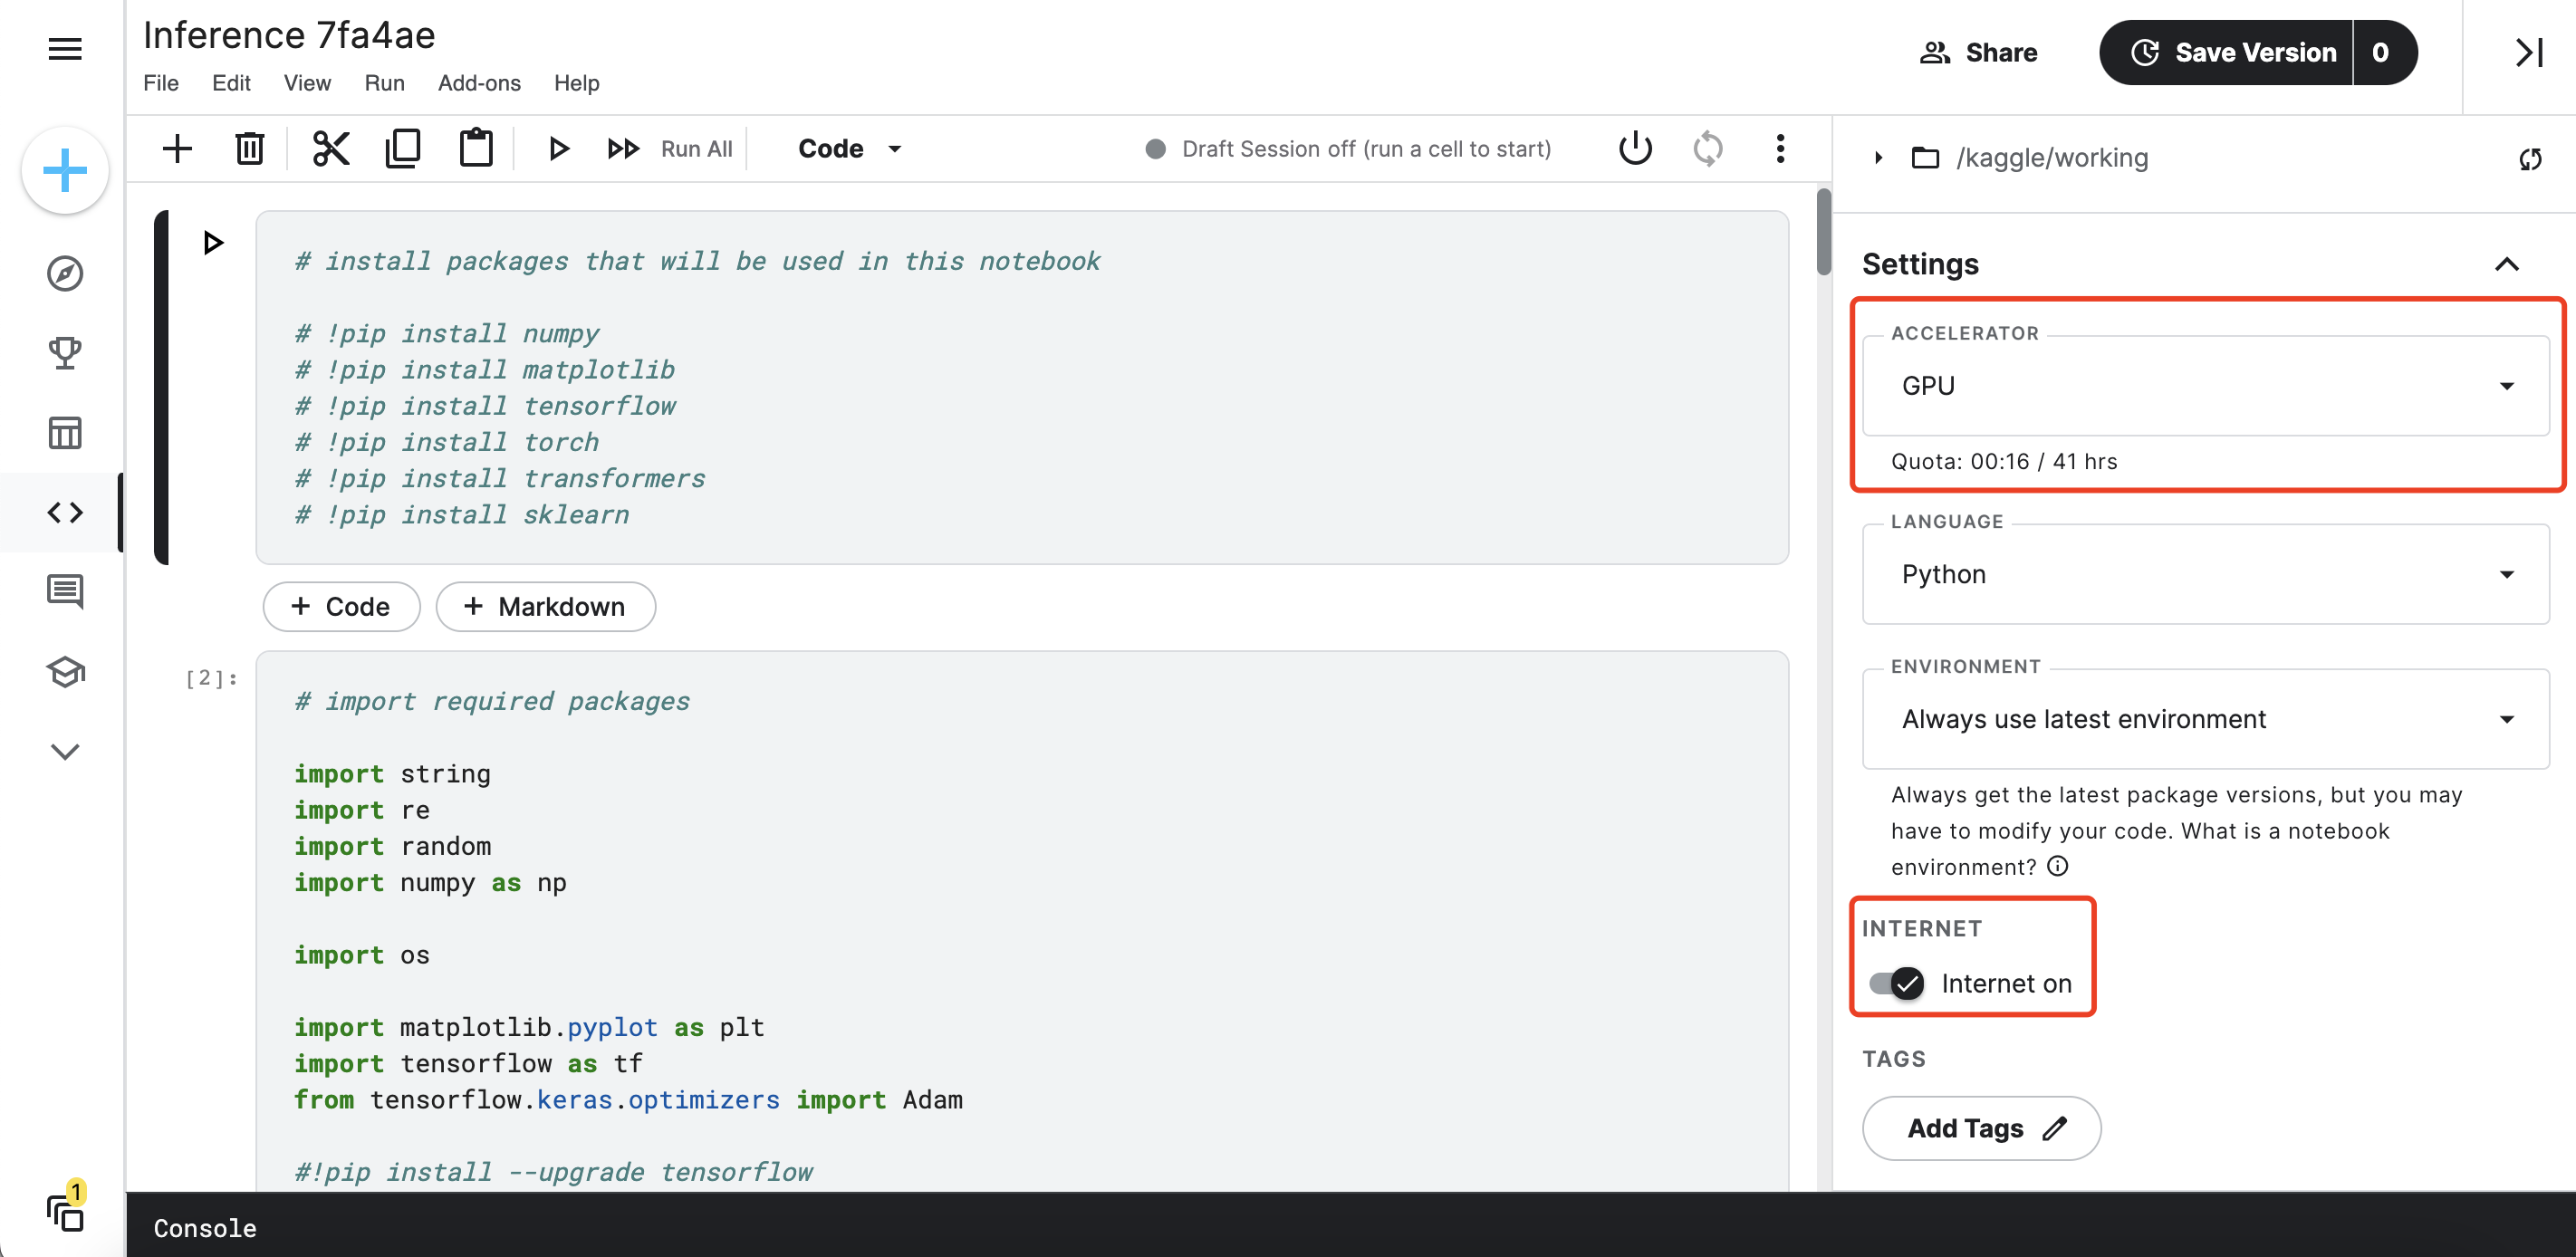 Inference 7fa4ae
File Edit View Run Add-ons Help
Share
Save Version 0
Run All
Code
Draft Session off (run a cell to start)
# install packages that will be used in this notebook
# !pip install numpy
# !pip install matplotlib
# !pip install tensorflow
# !pip install torch
# !pip install transformers
# !pip install sklearn
+ Code + Markdown
[2]:
# import required packages
import string
import re
import random
import numpy as np
import os
import matplotlib.pyplot as plt
import tensorflow as tf
from tensorflow.keras.optimizers import Adam
#!pip install --upgrade tensorflow
Console
1
/kaggle/working
Settings
ACCELERATOR
GPU
Quota: 00:16 / 41 hrs
LANGUAGE
Python
ENVIRONMENT
Always use latest environment
Always get the latest package versions, but you may
have to modify your code. What is a notebook
environment?
INTERNET
Internet on
TAGS
Add Tags